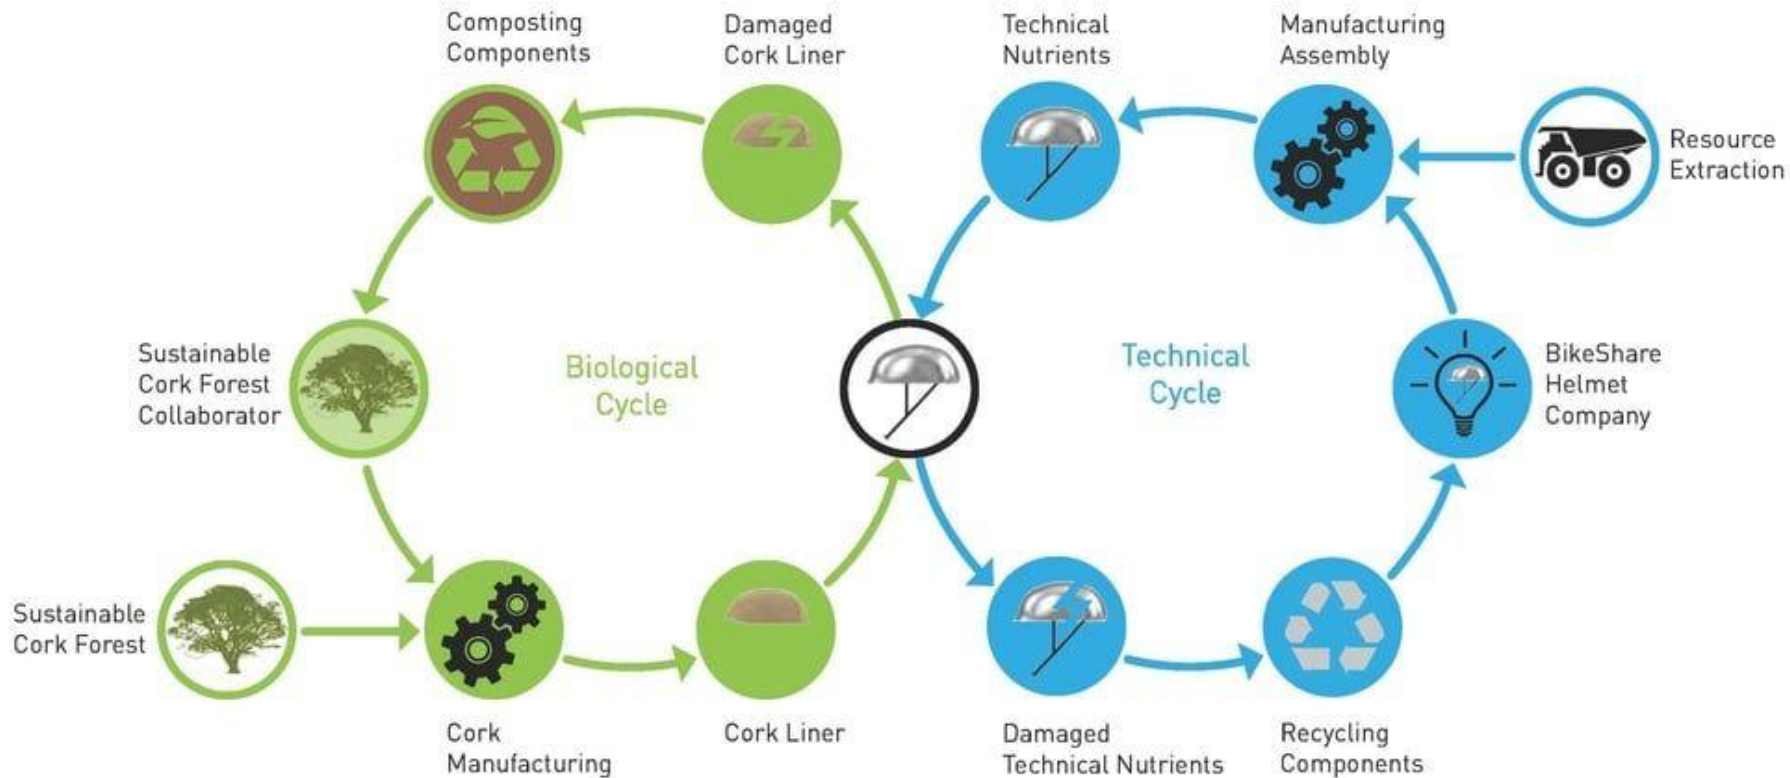 Composting
Components
Damaged
Cork Liner
Technical
Nutrients
Manufacturing
Assembly
Resource
Extraction
Sustainable
Cork Forest
Collaborator
Biological
Cycle
Technical
Cycle
BikeShare
Helmet
Company
Sustainable
Cork Forest
Cork
Manufacturing
Cork Liner
Damaged
Technical Nutrients
Recycling
Components